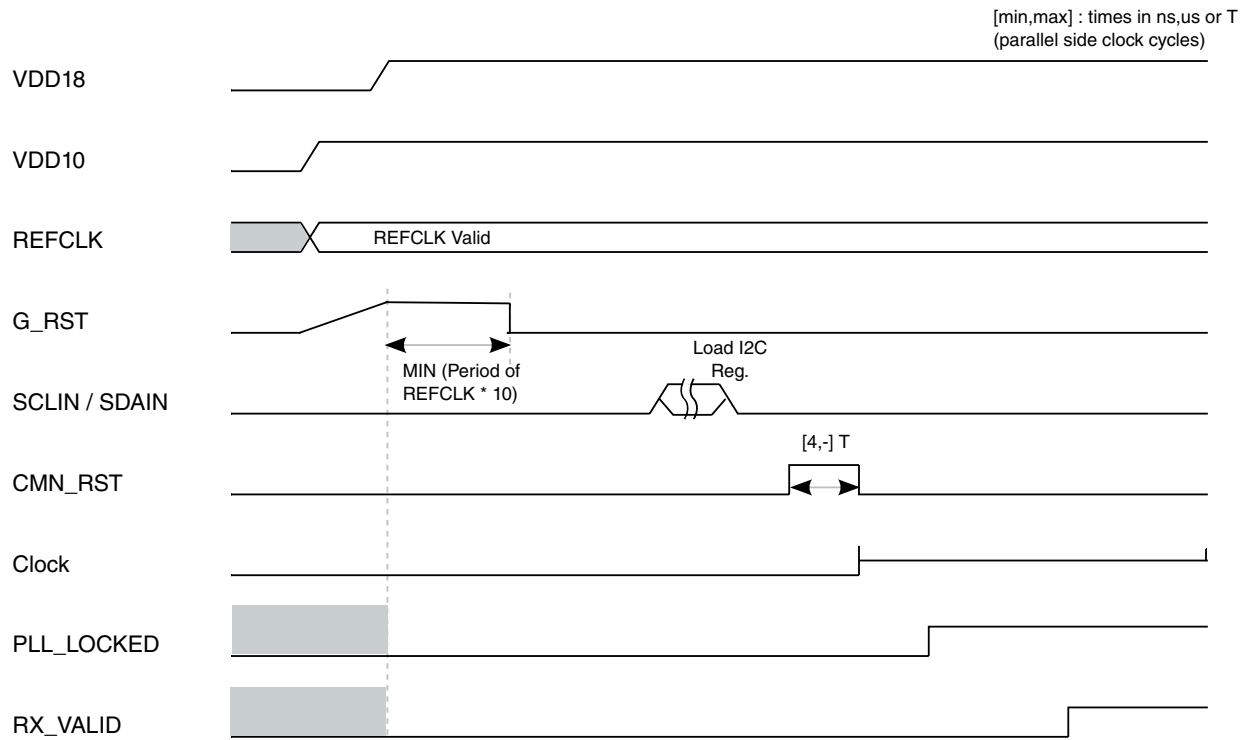 [min,max] : times in ns,us or T
(parallel side clock cycles)
VDD18
VDD10
REFCLK
REFCLK Valid
G_RST
MIN (Period of
REFCLK * 10)
Load I2C
Reg.
SCLIN / SDAIN
[4,-] T
CMN_RST
Clock
PLL_LOCKED
RX_VALID